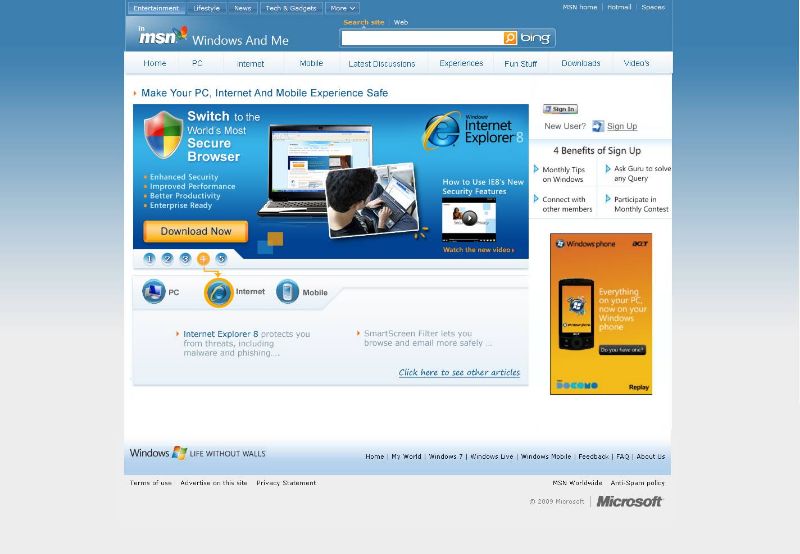 Entertainment
Lifestyle
News
Tech & Gadgets
More
MSN home
Hotmail
Spaces
in
msn
Windows And Me
Search site
Web
bing
Home
PC
Internet
Mobile
Latest Discussions
Experiences
Fun Stuff
Downloads
Video's
Make Your PC, Internet And Mobile Experience Safe
Switch to the
World's Most
Secure
Browser
Enhanced Security
Improved Performance
Better Productivity
Enterprise Ready
Download Now
Windows
Internet
Explorer 8
How to Use IE8's New
Security Features
Watch the new video
1 2 3 4 5
PC
Internet
Mobile
Internet Explorer 8 protects you
from threats, including
malware and phishing....
SmartScreen Filter lets you
browse and email more safely ...
Click here to see other articles
Sign In
New User?
Sign Up
4 Benefits of Sign Up
Monthly Tips
on Windows
Ask Guru to solve
any Query
Connect with
other members
Participate in
Monthly Contest
Windows phone
acer
Everything
on your PC,
now on your
Windows
phone
Do you have one?
docomo
Replay
Windows
LIFE WITHOUT WALLS
Home | My World | Windows 7 | Windows Live | Windows Mobile | Feedback | FAQ | About Us
Terms of use
Advertise on this site
Privacy Statement
MSN Worldwide
Anti-Spam policy
© 2009 Microsoft
Microsoft